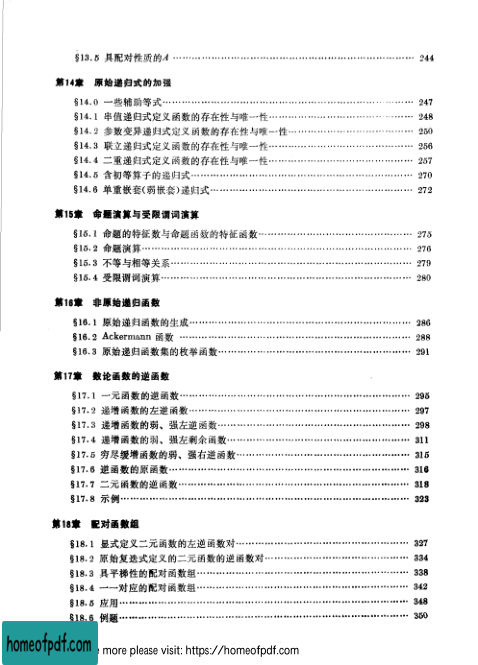 §13.5 具配对性质的A ⋯⋯⋯⋯⋯⋯⋯⋯⋯⋯⋯⋯ 244
第14章 原始递归式的加强
§14.0 一些辅助等式⋯⋯⋯⋯⋯⋯⋯⋯⋯⋯⋯⋯ 247
§14.1 串值递归式定义函数的存在性与唯一性⋯⋯⋯⋯⋯⋯⋯⋯ 248
§14.2 参数变异递归式定义函数的存在性与唯一性⋯⋯⋯⋯⋯⋯ 250
§14.3 联立递归式定义函数的存在性与唯一性⋯⋯⋯⋯⋯⋯⋯⋯ 256
§14.4 二重递归式定义函数的存在性与唯一性⋯⋯⋯⋯⋯⋯⋯⋯ 257
§14.5 含初等算子的递归式⋯⋯⋯⋯⋯⋯⋯⋯⋯⋯⋯⋯ 270
§14.6 单重嵌套(弱嵌套)递归式⋯⋯⋯⋯⋯⋯⋯⋯⋯⋯ 272
第15章 命题演算与受限谓词演算
§15.1 命题的特征数与命题函数的特征函数⋯⋯⋯⋯⋯⋯⋯⋯ 275
§15.2 命题演算⋯⋯⋯⋯⋯⋯⋯⋯⋯⋯⋯⋯ 276
§15.3 不等与相等关系⋯⋯⋯⋯⋯⋯⋯⋯⋯⋯⋯⋯ 279
§15.4 受限谓词演算⋯⋯⋯⋯⋯⋯⋯⋯⋯⋯⋯⋯ 280
第16章 非原始递归函数
§16.1 原始递归函数的生成⋯⋯⋯⋯⋯⋯⋯⋯⋯⋯⋯⋯ 286
§16.2 Ackermann 函数 ⋯⋯⋯⋯⋯⋯⋯⋯⋯⋯⋯⋯ 288
§16.3 原始递归函数集的枚举函数⋯⋯⋯⋯⋯⋯⋯⋯⋯⋯ 291
第17章 数论函数的逆函数
§17.1 一元函数的逆函数⋯⋯⋯⋯⋯⋯⋯⋯⋯⋯⋯⋯ 295
§17.2 递增函数的左逆函数⋯⋯⋯⋯⋯⋯⋯⋯⋯⋯⋯⋯ 297
§17.3 递增函数的弱、强左逆函数⋯⋯⋯⋯⋯⋯⋯⋯⋯⋯ 298
§17.4 递增函数的弱、强左剩余函数⋯⋯⋯⋯⋯⋯⋯⋯⋯⋯ 311
§17.5 穷尽缓增函数的弱、强右逆函数⋯⋯⋯⋯⋯⋯⋯⋯⋯ 315
§17.6 逆函数的原函数⋯⋯⋯⋯⋯⋯⋯⋯⋯⋯⋯⋯ 316
§17.7 二元函数的逆函数⋯⋯⋯⋯⋯⋯⋯⋯⋯⋯⋯⋯ 318
§17.8 示例⋯⋯⋯⋯⋯⋯⋯⋯⋯⋯⋯⋯ 323
第18章 配对函数组
§18.1 显式定义二元函数的左逆函数对⋯⋯⋯⋯⋯⋯⋯⋯⋯ 327
§18.2 原始复迭式定义的二元函数的逆函数对⋯⋯⋯⋯⋯⋯⋯ 334
§18.3 具平梯性的配对函数组⋯⋯⋯⋯⋯⋯⋯⋯⋯⋯⋯ 338
§18.4 一一对应的配对函数组⋯⋯⋯⋯⋯⋯⋯⋯⋯⋯⋯ 342
§18.5 应用⋯⋯⋯⋯⋯⋯⋯⋯⋯⋯⋯⋯ 348
§18.6 例题⋯⋯⋯⋯⋯⋯⋯⋯⋯⋯⋯⋯ 350
homeofpdf.com
more please visit: https://homeofpdf.com